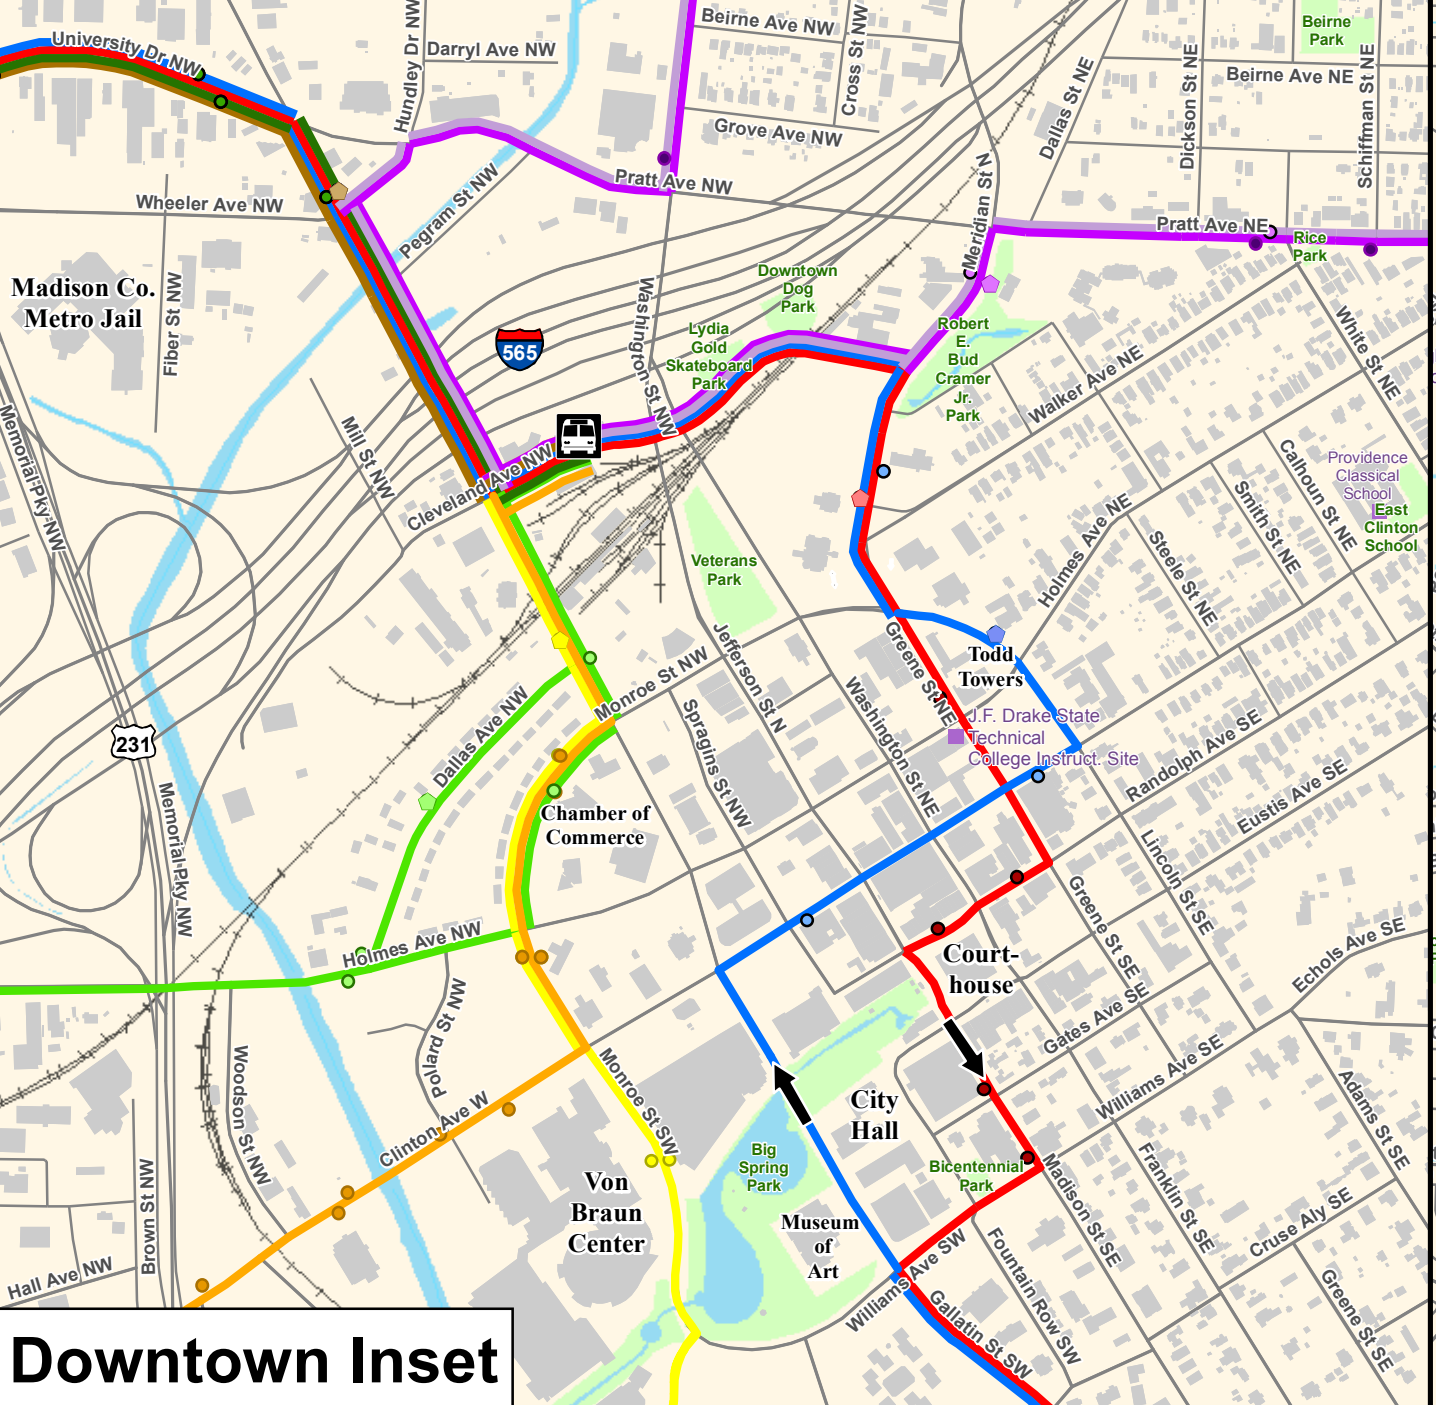 University Dr NW
Hundley Dr NW
Darryl Ave NW
Beirne Ave NW
Cross St NW
Grove Ave NW
Pratt Ave NW
Dallas St NE
Dickson St NE
Beirne
Park
Beirne Ave NE
Schiffman St NE
Wheeler Ave NW
Pegram St NW
Meridian St N
Pratt Ave NE
Rice
Park
Madison Co.
Metro Jail
Fiber St NW
565
Washington St NW
Downtown
Dog
Park
Lydia
Gold
Skateboard
Park
Robert
E.
Bud
Cramer
Jr.
Park
White St NE
Walker Ave NE
Memorial Pky NW
Mill St NW
Cleveland Ave NW
Calhoun St NE
Providence
Classical
School
East
Clinton
School
Smith St NE
Steele St NE
Holmes Ave NE
Veterans
Park
Jefferson St N
Greene St NE
Todd
Towers
Monroe St NW
Dallas Ave NW
Spragins St NW
Washington St NE
J.F. Drake State
Technical
College Instruct. Site
Randolph Ave SE
Eustis Ave SE
231
Memorial Pky NW
Chamber of
Commerce
Lincoln St SE
Greene St SE
Holmes Ave NW
Court-
house
Echols Ave SE
Pollard St NW
Gates Ave SE
Woodson St NW
Monroe St SW
Clinton Ave W
City
Hall
Williams Ave SE
Adams St SE
Big
Spring
Park
Bicentennial
Park
Madison St SE
Franklin St SE
Von
Braun
Center
Museum
of
Art
Brown St NW
Hall Ave NW
Williams Ave SW
Fountain Row SW
Cruse Aly SE
Gallatin St SW
Greene St SE
Downtown Inset